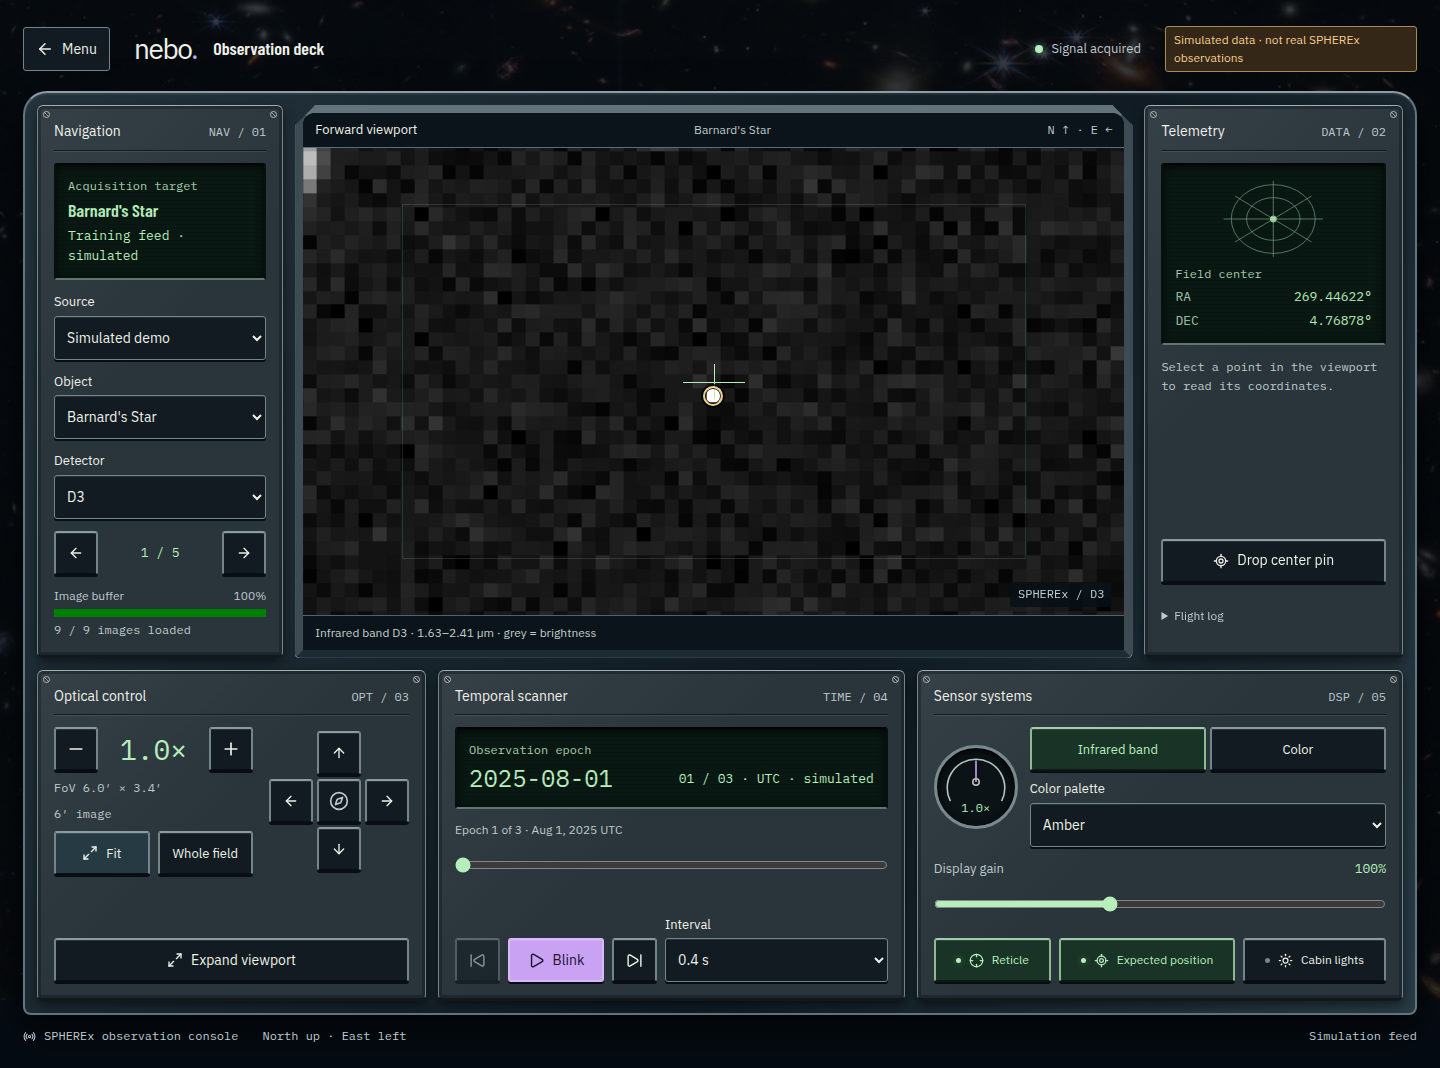 Menu
nebo.
Observation deck
Signal acquired
Simulated data · not real SPHEREx
observations
Navigation
NAV / 01
Acquisition target
Barnard's Star
Training feed ·
simulated
Source
Simulated demo
Object
Barnard's Star
Detector
D3
1 / 5
Image buffer
100%
9 / 9 images loaded
Forward viewport
Barnard's Star
N ↑ · E ←
SPHEREx / D3
Infrared band D3 · 1.63–2.41 µm · grey = brightness
Telemetry
DATA / 02
Field center
RA
269.44622°
DEC
4.76878°
Select a point in the viewport
to read its coordinates.
Drop center pin
Flight log
Optical control
OPT / 03
1.0×
FoV 6.0′ × 3.4′
6′ image
Fit
Whole field
Expand viewport
Temporal scanner
TIME / 04
Observation epoch
2025-08-01
01 / 03 · UTC · simulated
Epoch 1 of 3 · Aug 1, 2025 UTC
Blink
Interval
0.4 s
Sensor systems
DSP / 05
1.0×
Infrared band
Color
Color palette
Amber
Display gain
100%
Reticle
Expected position
Cabin lights
SPHEREx observation console
North up · East left
Simulation feed